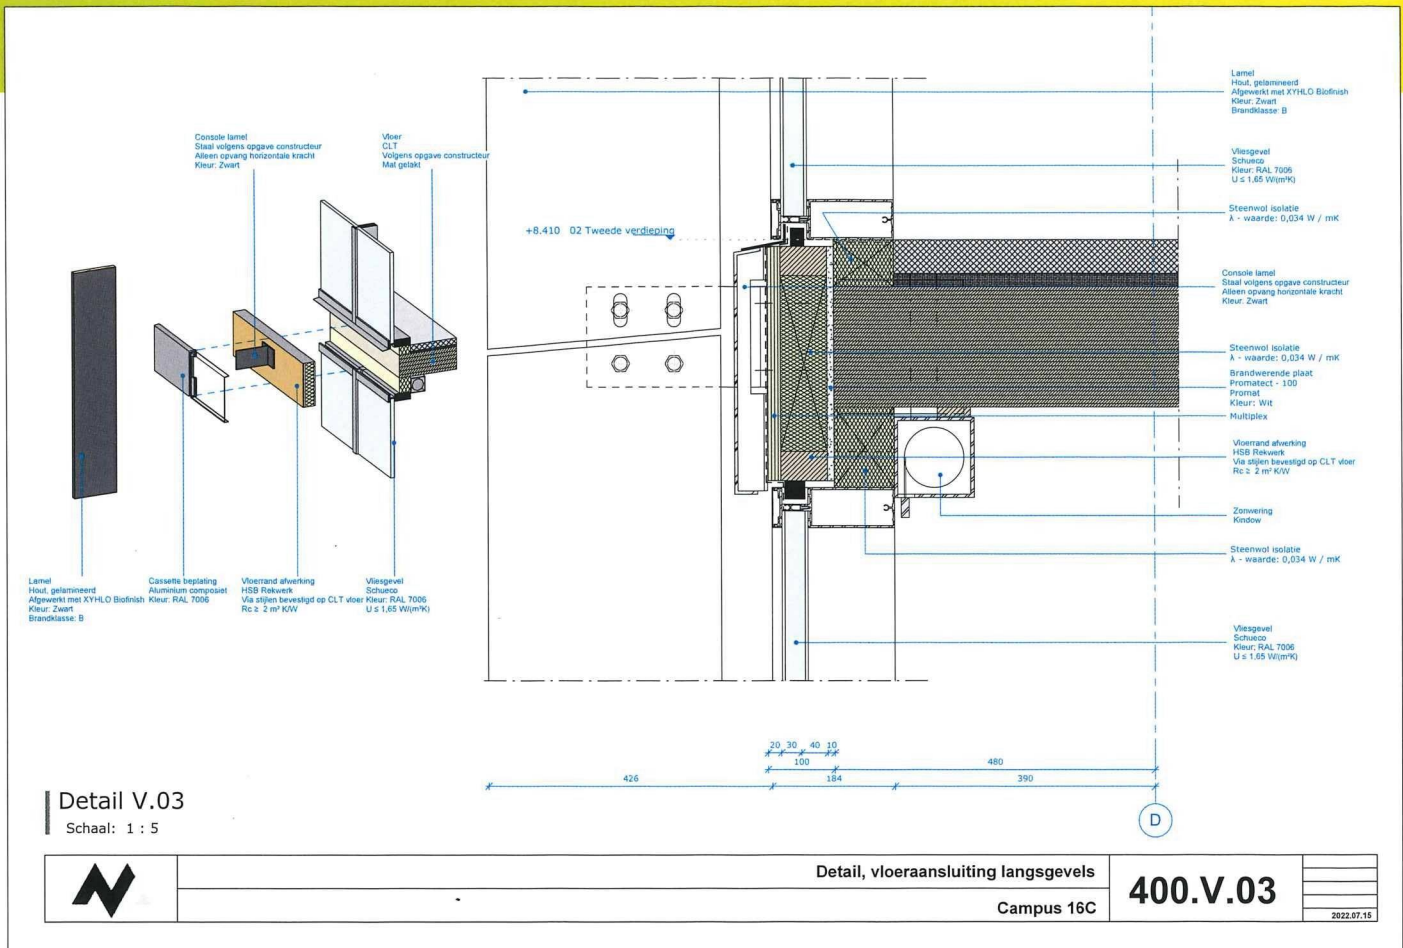 Console lamel
Staal volgens opgave constructeur
Alleen opvang horizontale kracht
Kleur: Zwart
Vloer
CLT
Volgens opgave constructeur
Mat gelakt
Lamel
Hout, gelamineerd
Afgewerkt met XYHLO Biofinish
Kleur: Zwart
Brandklasse: B
Cassette beplating
Aluminium composiet
Kleur: RAL 7006
Vloerrand afwerking
HSB Rekwerk
Via stijlen bevestigd op CLT vloer
Rc ≥ 2 m² K/W
Vliesgevel
Schueco
Kleur: RAL 7006
U ≤ 1,65 W/(m²K)
+8.410 02 Tweede verdieping
Lamel
Hout, gelamineerd
Afgewerkt met XYHLO Biofinish
Kleur: Zwart
Brandklasse: B
Vliesgevel
Schueco
Kleur: RAL 7006
U ≤ 1,65 W/(m²K)
Steenwol isolatie
λ - waarde: 0,034 W / mK
Console lamel
Staal volgens opgave constructeur
Alleen opvang horizontale kracht
Kleur: Zwart
Steenwol isolatie
λ - waarde: 0,034 W / mK
Brandwerende plaat
Promatect - 100
Promat
Kleur: Wit
Multiplex
Vloerrand afwerking
HSB Rekwerk
Via stijlen bevestigd op CLT vloer
Rc ≥ 2 m² K/W
Zonwering
Kindow
Steenwol isolatie
λ - waarde: 0,034 W / mK
Vliesgevel
Schueco
Kleur: RAL 7006
U ≤ 1,65 W/(m²K)
20 30 40 10
100 480
426 184 390
D
Detail V.03
Schaal: 1 : 5
Detail, vloeraansluiting langsgevels
Campus 16C
400.V.03
2022.07.15